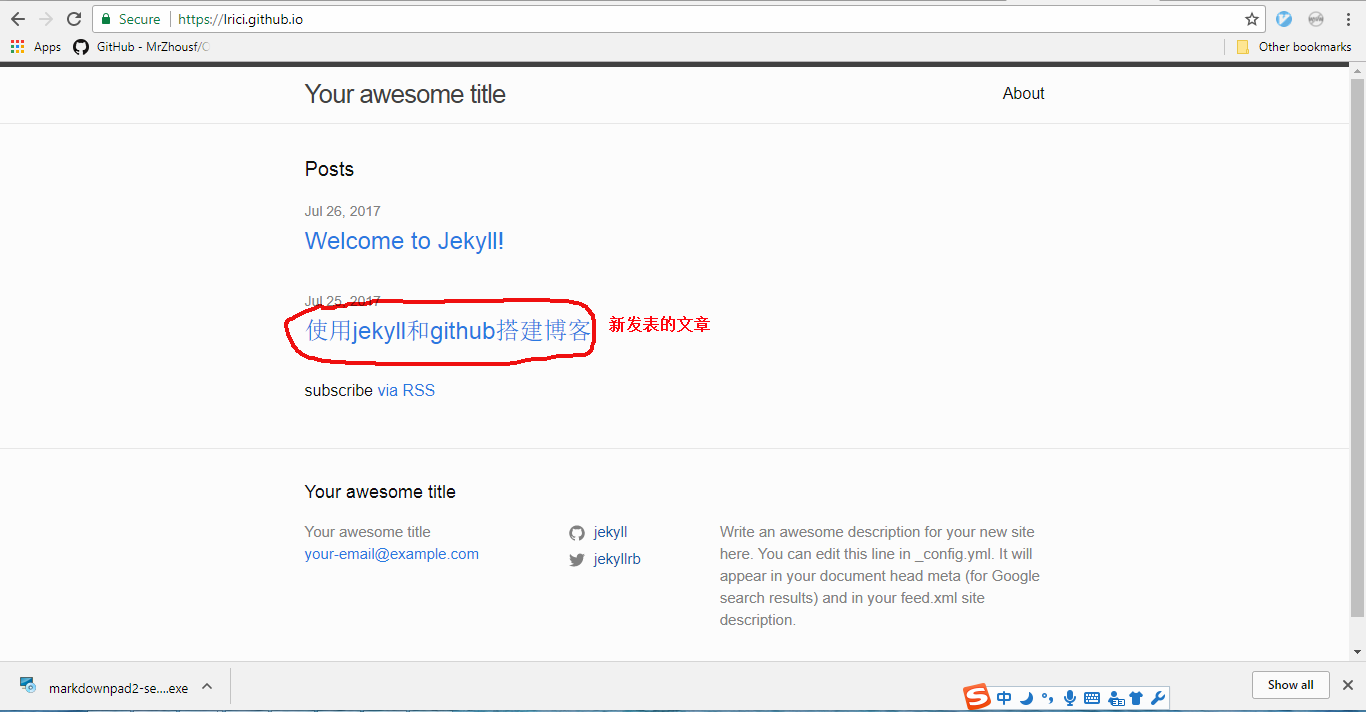 Secure https://lrici.github.io
Apps GitHub - MrZhousf/ Other bookmarks
Your awesome title About
Posts
Jul 26, 2017
Welcome to Jekyll!
Jul 25, 2017
使用jekyll和github搭建博客 新发表的文章
subscribe via RSS
Your awesome title
Your awesome title
your-email@example.com
jekyll
jekyllrb
Write an awesome description for your new site
here. You can edit this line in _config.yml. It will
appear in your document head meta (for Google
search results) and in your feed.xml site
description.
markdownpad2-se....exe Show all
S 中